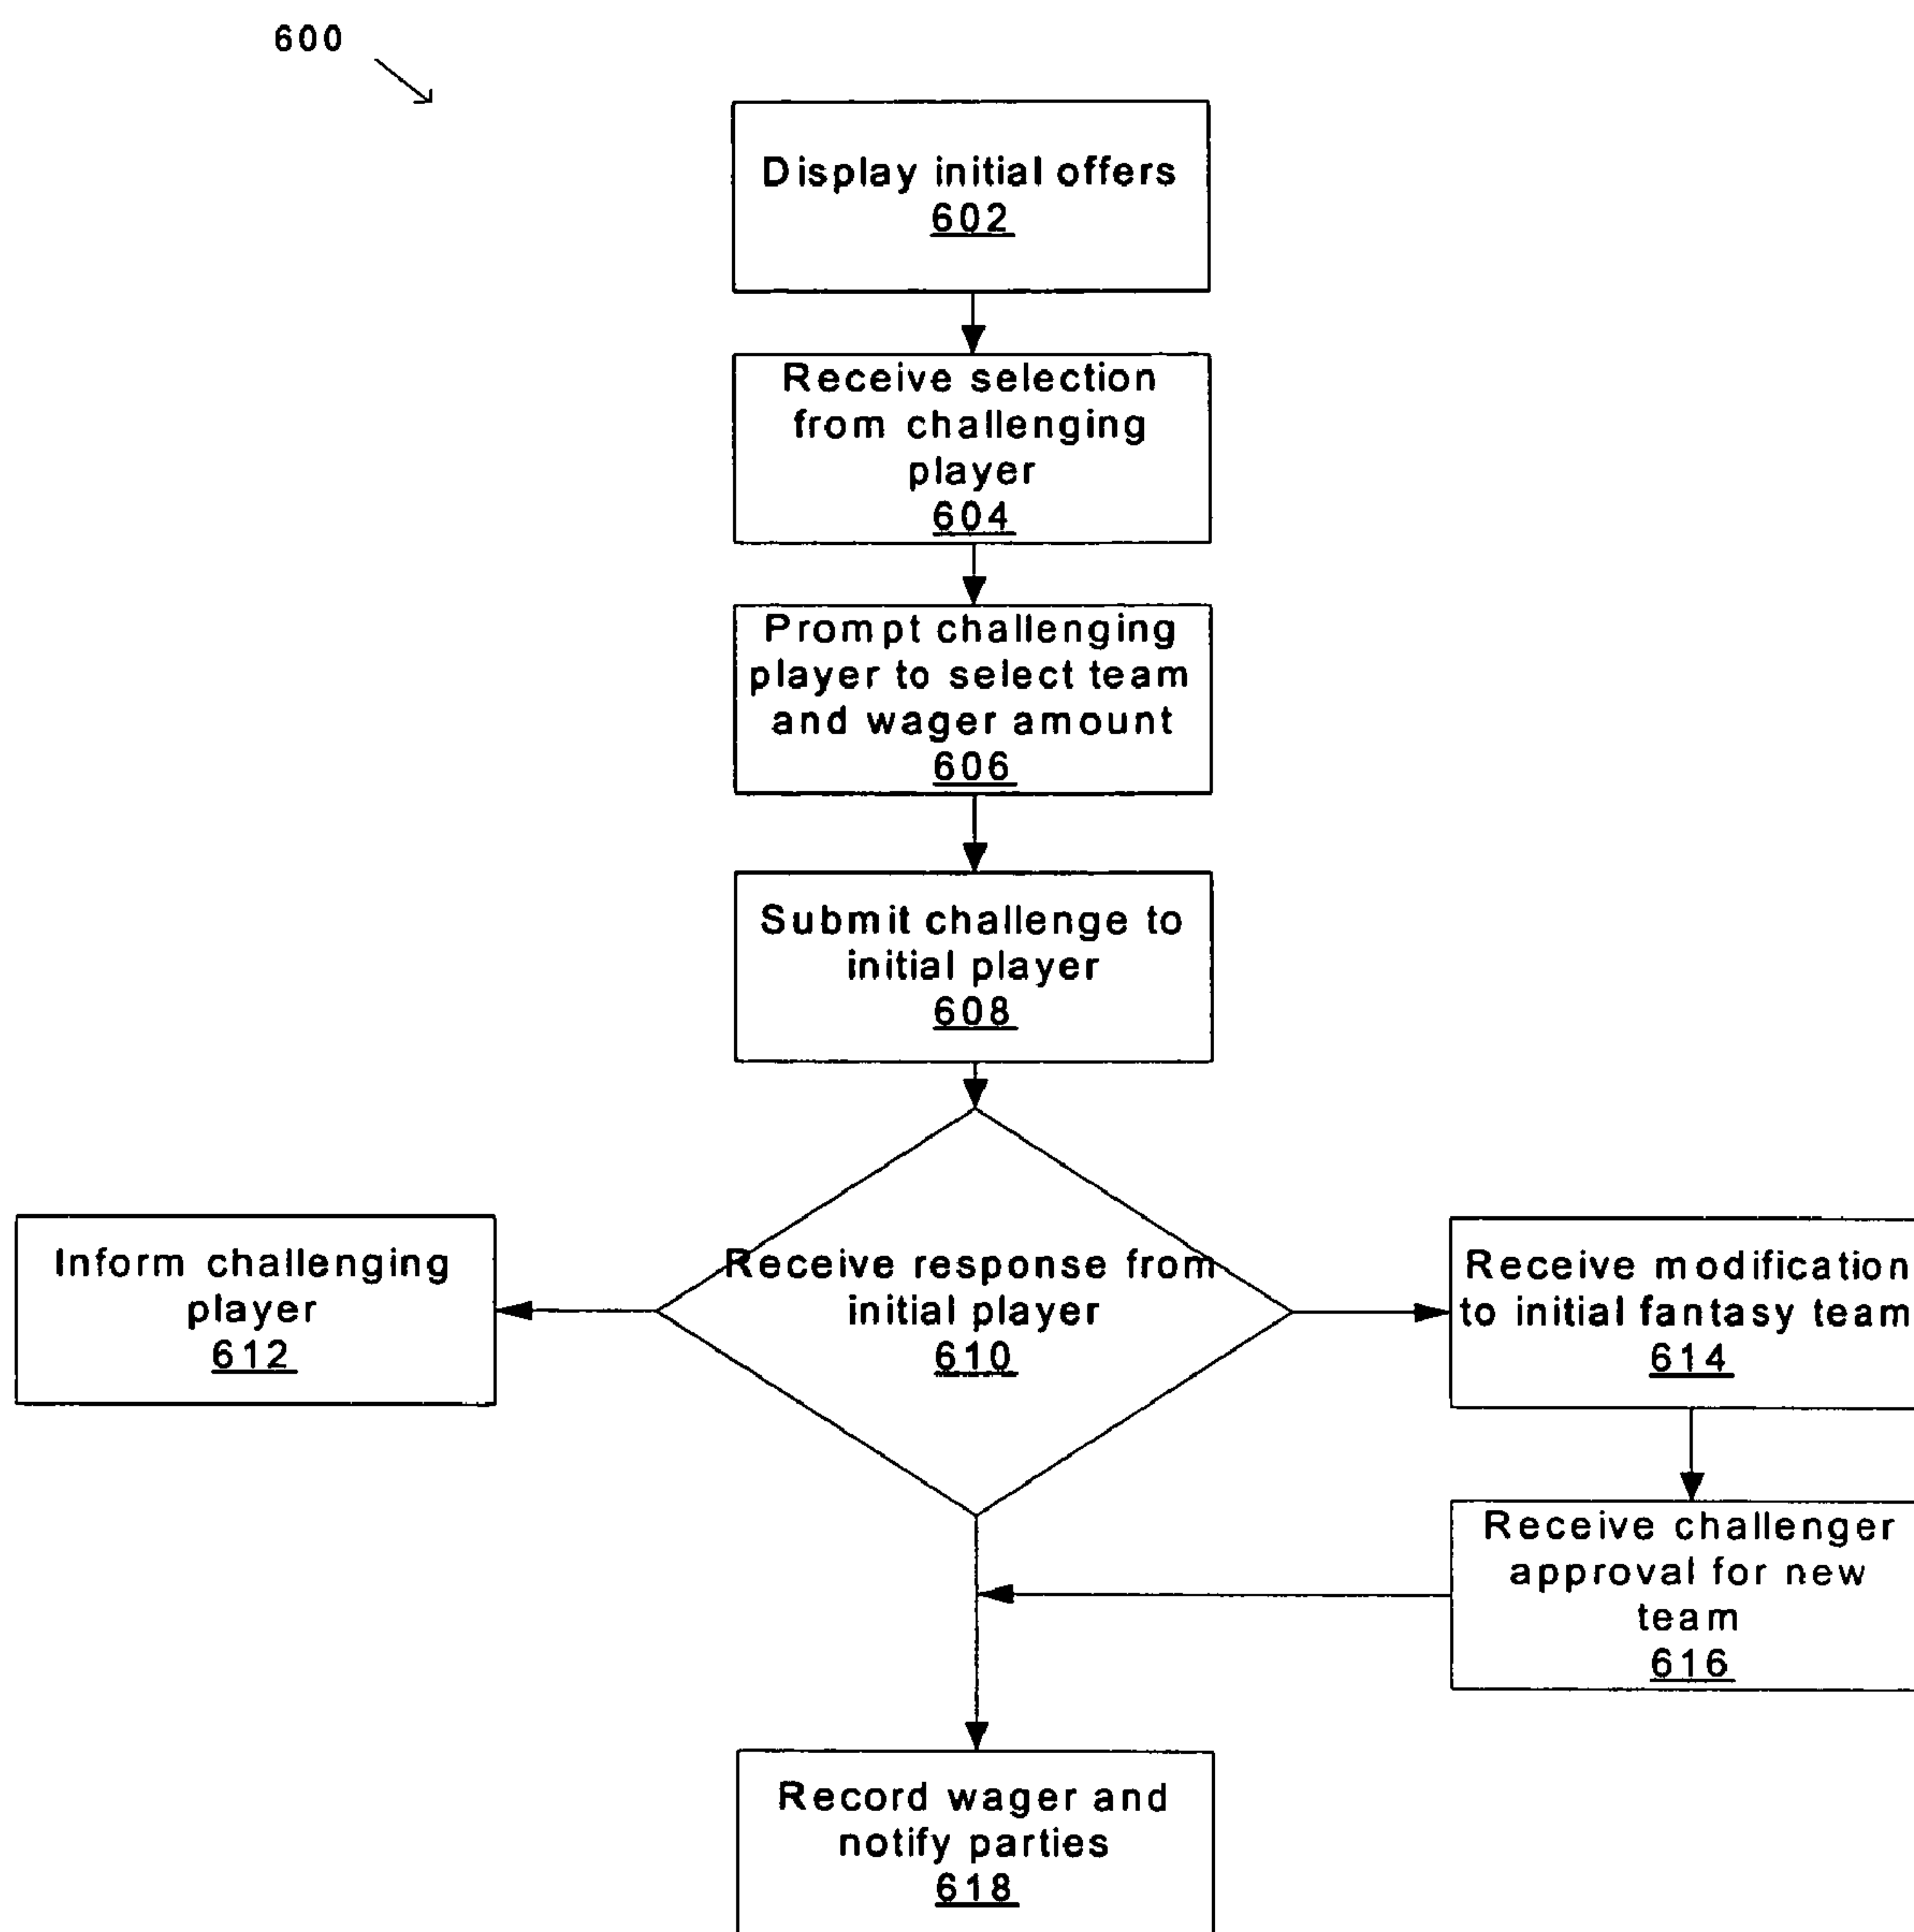 600
Display initial offers
602
Receive selection
from challenging
player
604
Prompt challenging
player to select team
and wager amount
606
Submit challenge to
initial player
608
Receive response from
initial player
610
Inform challenging
player
612
Receive modification
to initial fantasy team
614
Receive challenger
approval for new
team
616
Record wager and
notify parties
618